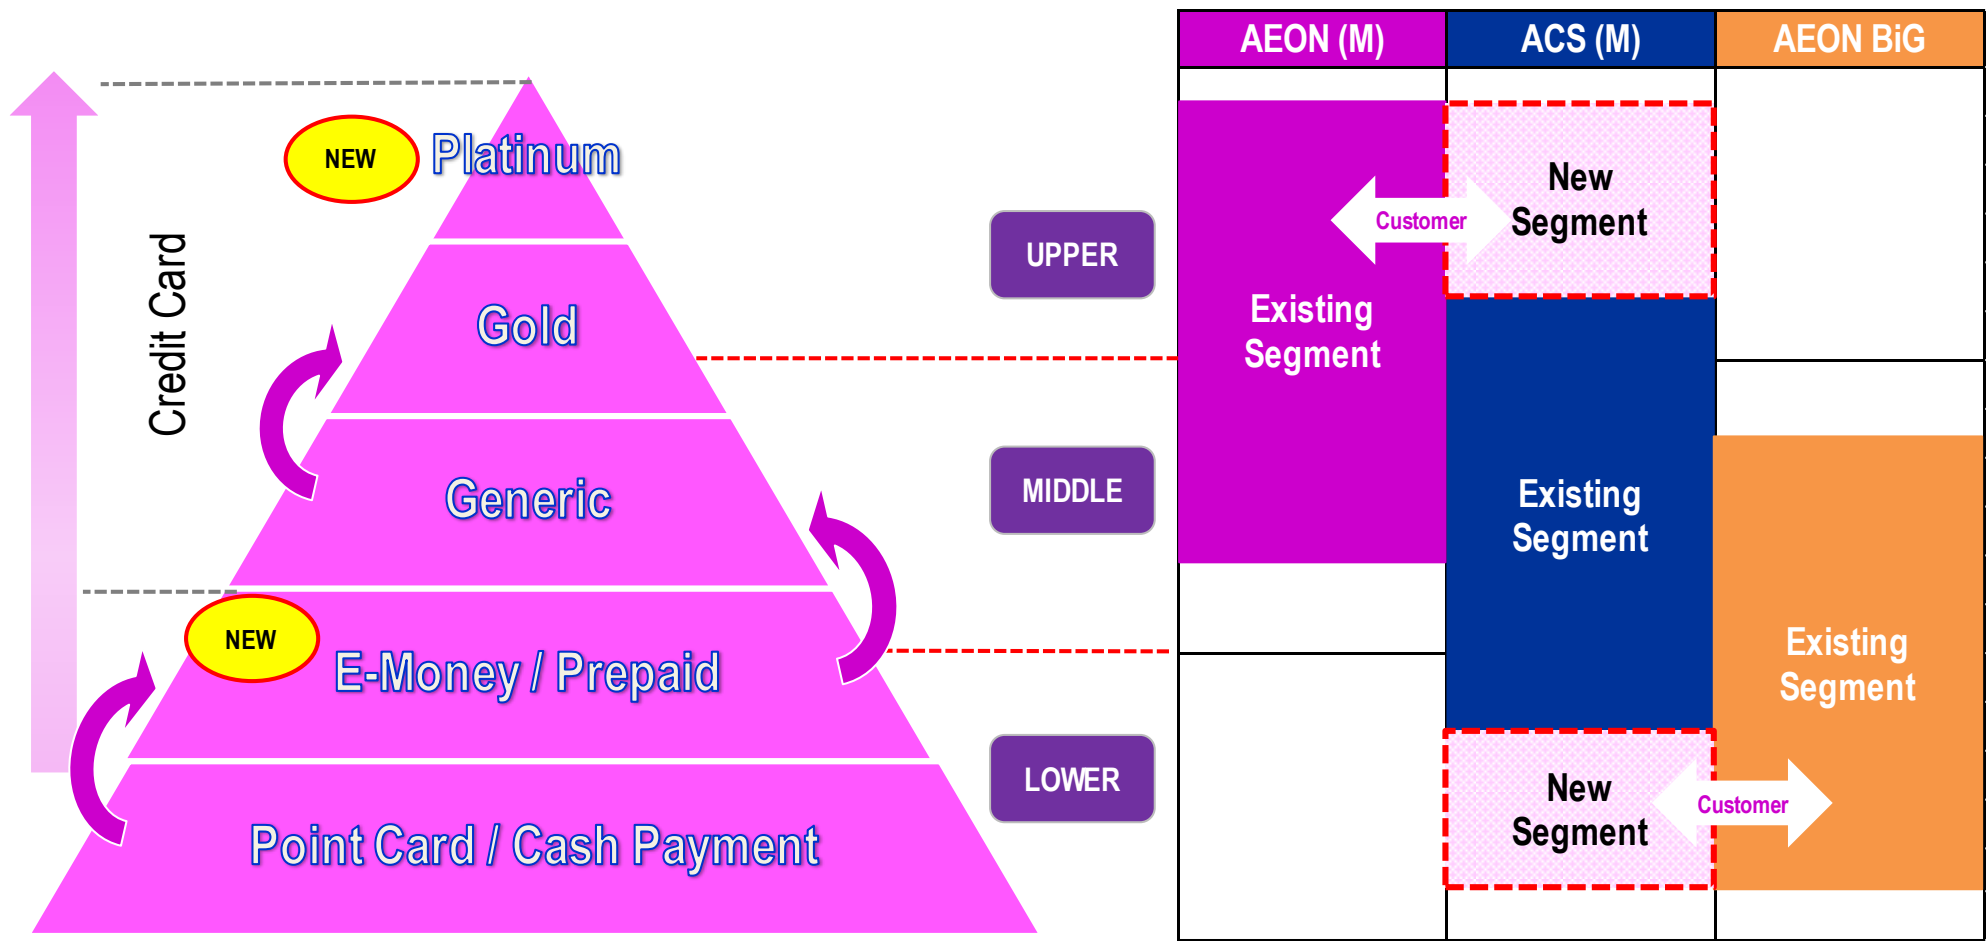 AEON (M)
ACS (M)
AEON BiG
NEW
Platinum
New
Segment
Customer
UPPER
Credit Card
Gold
Existing
Segment
Generic
MIDDLE
Existing
Segment
NEW
E-Money / Prepaid
Existing
Segment
LOWER
New
Segment
Customer
Point Card / Cash Payment